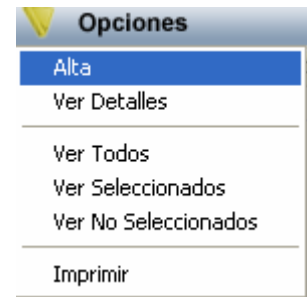 Opciones
Alta
Ver Detalles
Ver Todos
Ver Seleccionados
Ver No Seleccionados
Imprimir